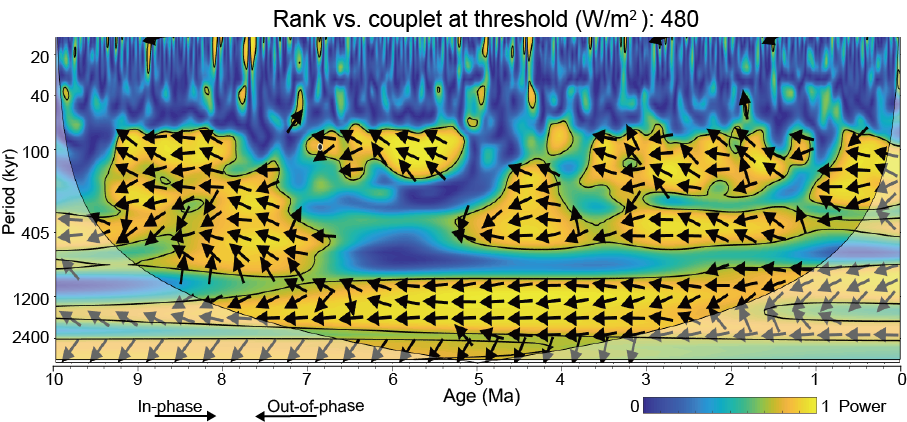 Rank vs. couplet at threshold (W/m²): 480
Period (kyr)
20
40
100
405
1200
2400
10 9 8 7 6 5 4 3 2 1 0
Age (Ma)
In-phase Out-of-phase
0 1 Power